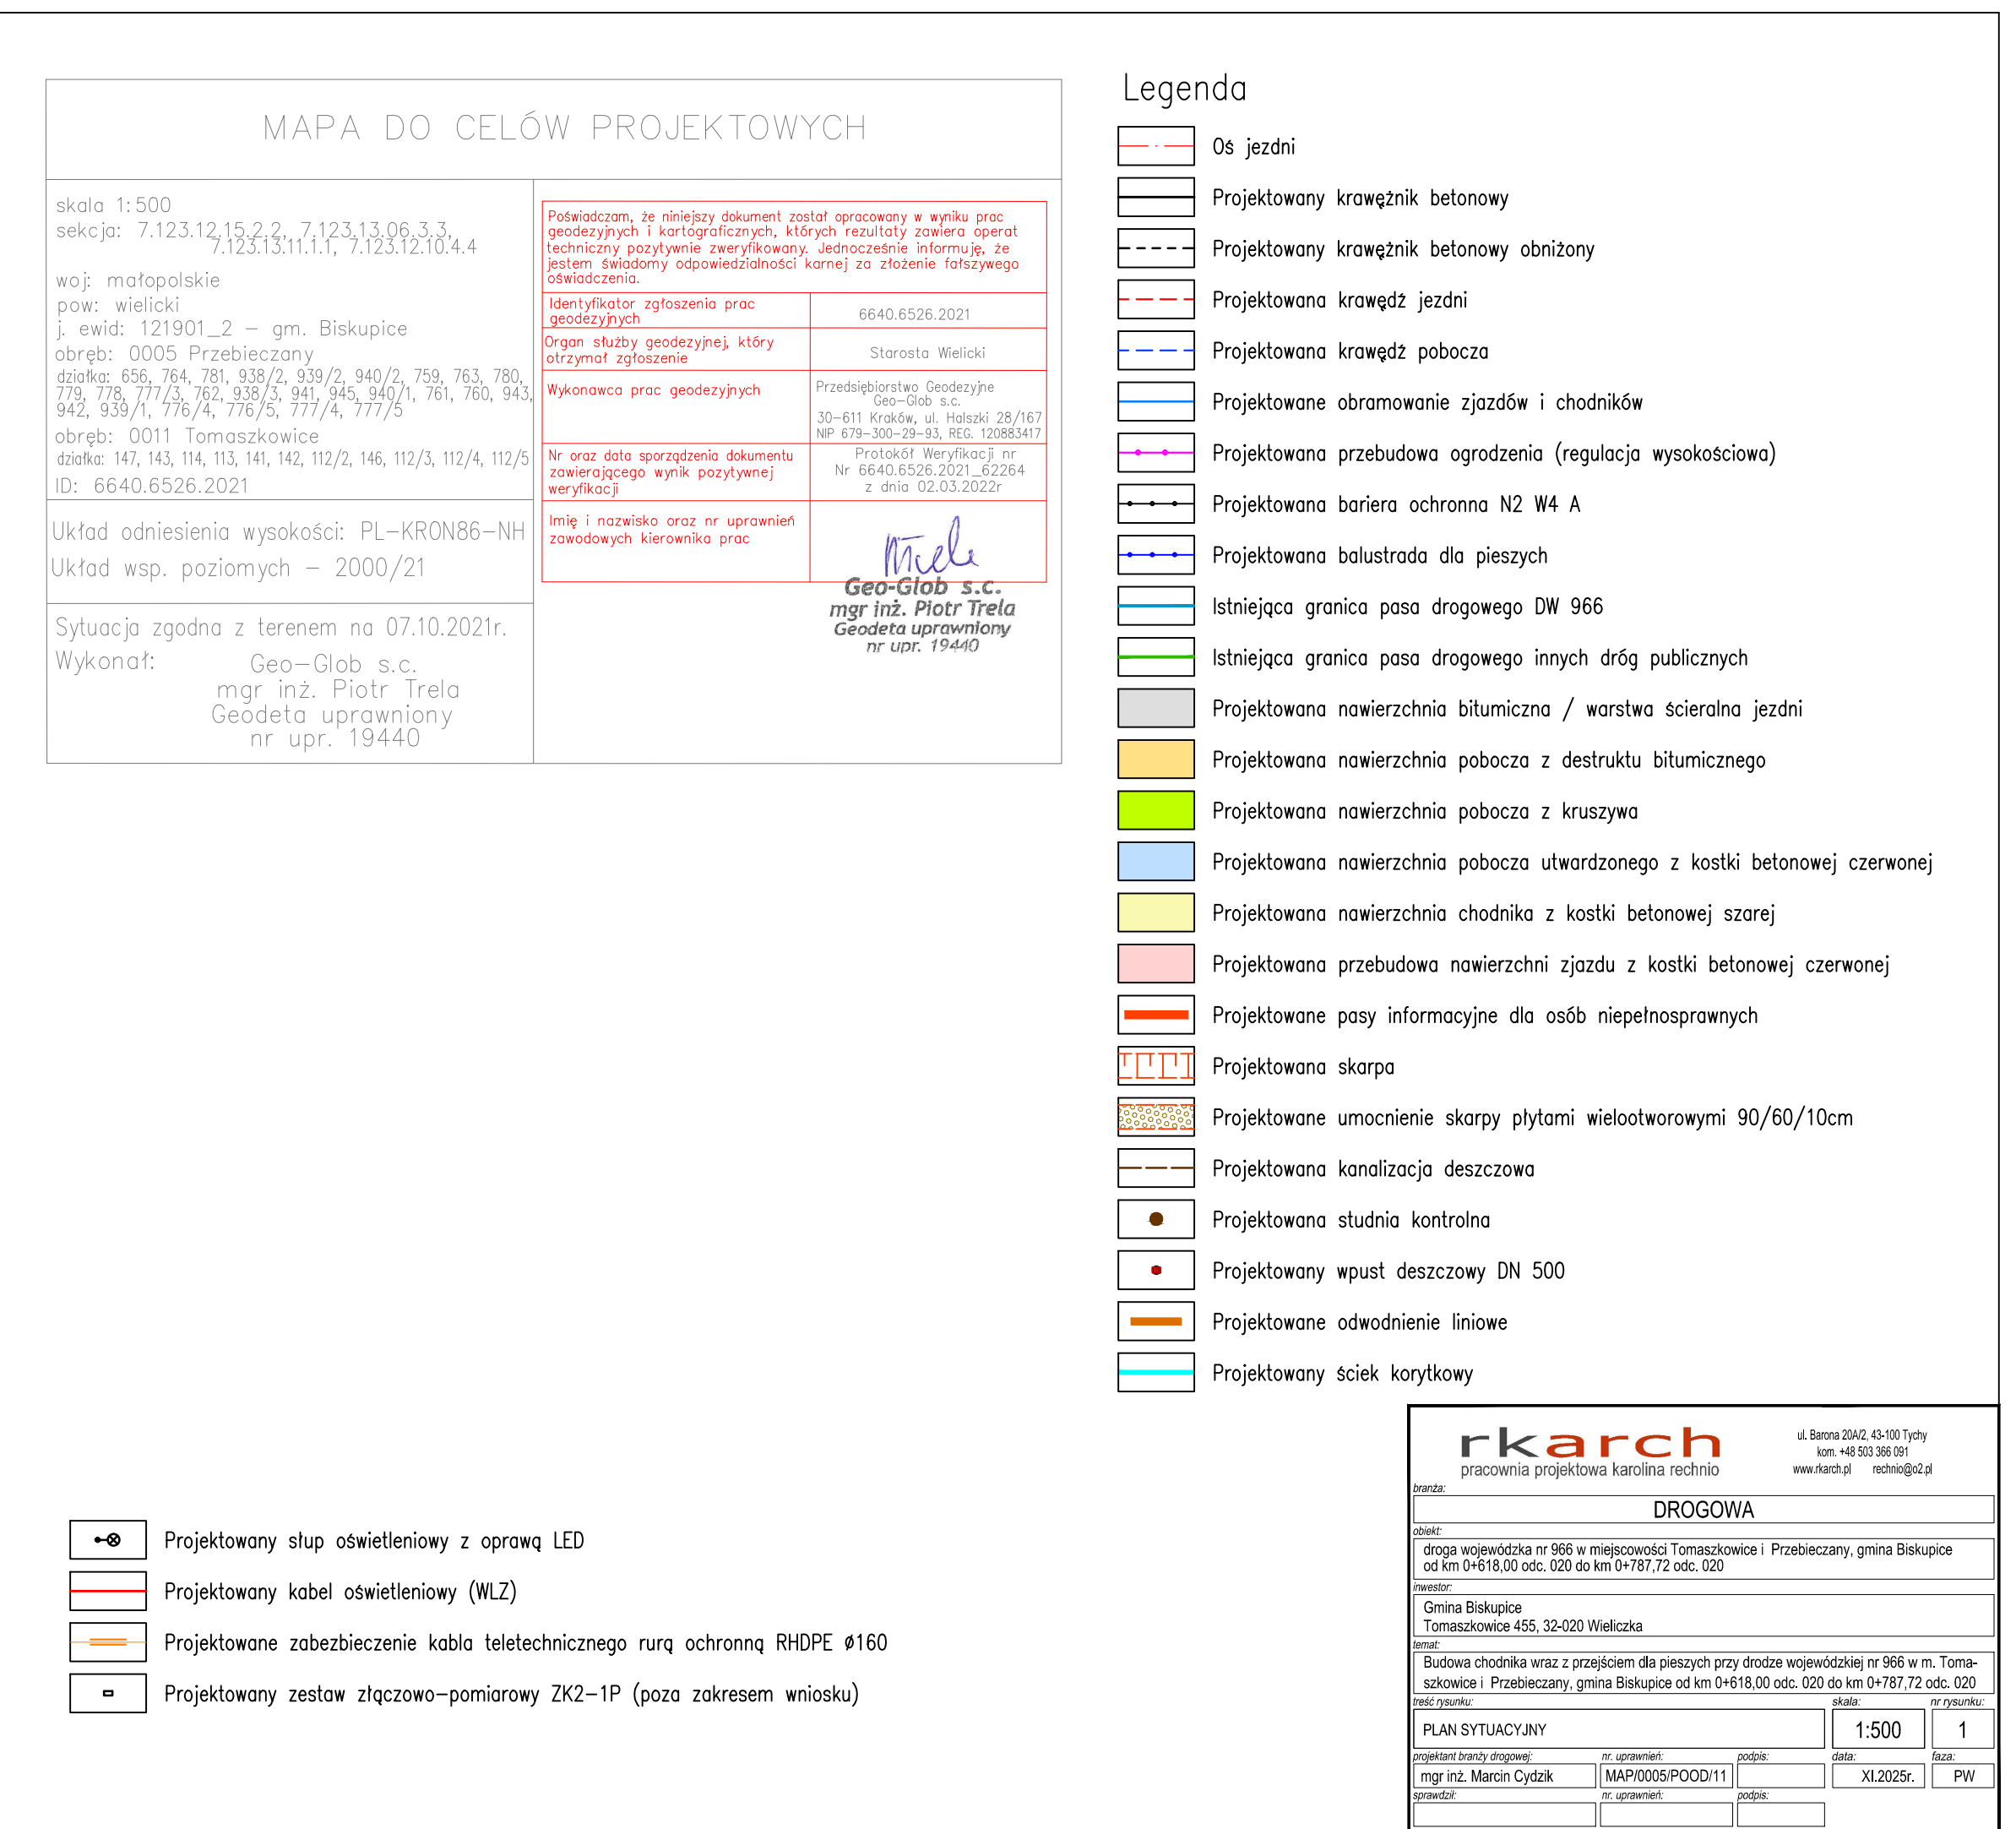 MAPA DO CELÓW PROJEKTOWYCH
skala 1:500
sekcja: 7.123.12.15.2.2, 7.123.13.06.3.3,
7.123.13.11.1.1, 7.123.12.10.4.4
woj: małopolskie
pow: wielicki
j. ewid: 121901_2 – gm. Biskupice
obręb: 0005 Przebieczany
działka: 656, 764, 781, 938/2, 939/2, 940/2, 759, 763, 780,
779, 778, 777/3, 762, 938/3, 941, 945, 940/1, 761, 760, 943,
942, 939/1, 776/4, 776/5, 777/4, 777/5
obręb: 0011 Tomaszkowice
działka: 147, 143, 114, 113, 141, 142, 112/2, 146, 112/3, 112/4, 112/5
ID: 6640.6526.2021
Układ odniesienia wysokości: PL-KRON86-NH
Układ wsp. poziomych – 2000/21
Sytuacja zgodna z terenem na 07.10.2021r.
Wykonał:
Geo-Glob s.c.
mgr inż. Piotr Trela
Geodeta uprawniony
nr upr. 19440
Poświadczam, że niniejszy dokument został opracowany w wyniku prac
geodezyjnych i kartograficznych, których rezultaty zawiera operat
techniczny pozytywnie zweryfikowany. Jednocześnie informuję, że
jestem świadomy odpowiedzialności karnej za złożenie fałszywego
oświadczenia.
Identyfikator zgłoszenia prac
geodezyjnych
6640.6526.2021
Organ służby geodezyjnej, który
otrzymał zgłoszenie
Starosta Wielicki
Wykonawca prac geodezyjnych
Przedsiębiorstwo Geodezyjne
Geo-Glob s.c.
30-611 Kraków, ul. Halszki 28/167
NIP 679-300-29-93, REG. 120883417
Nr oraz data sporządzenia dokumentu
zawierającego wynik pozytywnej
weryfikacji
Protokół Weryfikacji nr
Nr 6640.6526.2021_62264
z dnia 02.03.2022r
Imię i nazwisko oraz nr uprawnień
zawodowych kierownika prac
Geo-Glob s.c.
mgr inż. Piotr Trela
Geodeta uprawniony
nr upr. 19440
Legenda
Oś jezdni
Projektowany krawężnik betonowy
Projektowany krawężnik betonowy obniżony
Projektowana krawędź jezdni
Projektowana krawędź pobocza
Projektowane obramowanie zjazdów i chodników
Projektowana przebudowa ogrodzenia (regulacja wysokościowa)
Projektowana bariera ochronna N2 W4 A
Projektowana balustrada dla pieszych
Istniejąca granica pasa drogowego DW 966
Istniejąca granica pasa drogowego innych dróg publicznych
Projektowana nawierzchnia bitumiczna / warstwa ścieralna jezdni
Projektowana nawierzchnia pobocza z destruktu bitumicznego
Projektowana nawierzchnia pobocza z kruszywa
Projektowana nawierzchnia pobocza utwardzonego z kostki betonowej czerwonej
Projektowana nawierzchnia chodnika z kostki betonowej szarej
Projektowana przebudowa nawierzchni zjazdu z kostki betonowej czerwonej
Projektowane pasy informacyjne dla osób niepełnosprawnych
Projektowana skarpa
Projektowane umocnienie skarpy płytami wielootworowymi 90/60/10cm
Projektowana kanalizacja deszczowa
Projektowana studnia kontrolna
Projektowany wpust deszczowy DN 500
Projektowane odwodnienie liniowe
Projektowany ściek korytkowy
Projektowany słup oświetleniowy z oprawą LED
Projektowany kabel oświetleniowy (WLZ)
Projektowane zabezbieczenie kabla teletechnicznego rurą ochronną RHDPE ø160
Projektowany zestaw złączowo-pomiarowy ZK2-1P (poza zakresem wniosku)
rkarch
pracownia projektowa karolina rechnio
ul. Barona 20A/2, 43-100 Tychy
kom. +48 503 366 091
www.rkarch.pl rechnio@o2.pl
branża:
DROGOWA
obiekt:
droga wojewódzka nr 966 w miejscowości Tomaszkowice i Przebieczany, gmina Biskupice
od km 0+618,00 odc. 020 do km 0+787,72 odc. 020
inwestor:
Gmina Biskupice
Tomaszkowice 455, 32-020 Wieliczka
temat:
Budowa chodnika wraz z przejściem dla pieszych przy drodze wojewódzkiej nr 966 w m. Toma-
szkowice i Przebieczany, gmina Biskupice od km 0+618,00 odc. 020 do km 0+787,72 odc. 020
treść rysunku: skala: nr rysunku:
PLAN SYTUACYJNY 1:500 1
projektant branży drogowej: nr. uprawnień: podpis: data: faza:
mgr inż. Marcin Cydzik MAP/0005/POOD/11 XI.2025r. PW
sprawdził: nr. uprawnień: podpis: